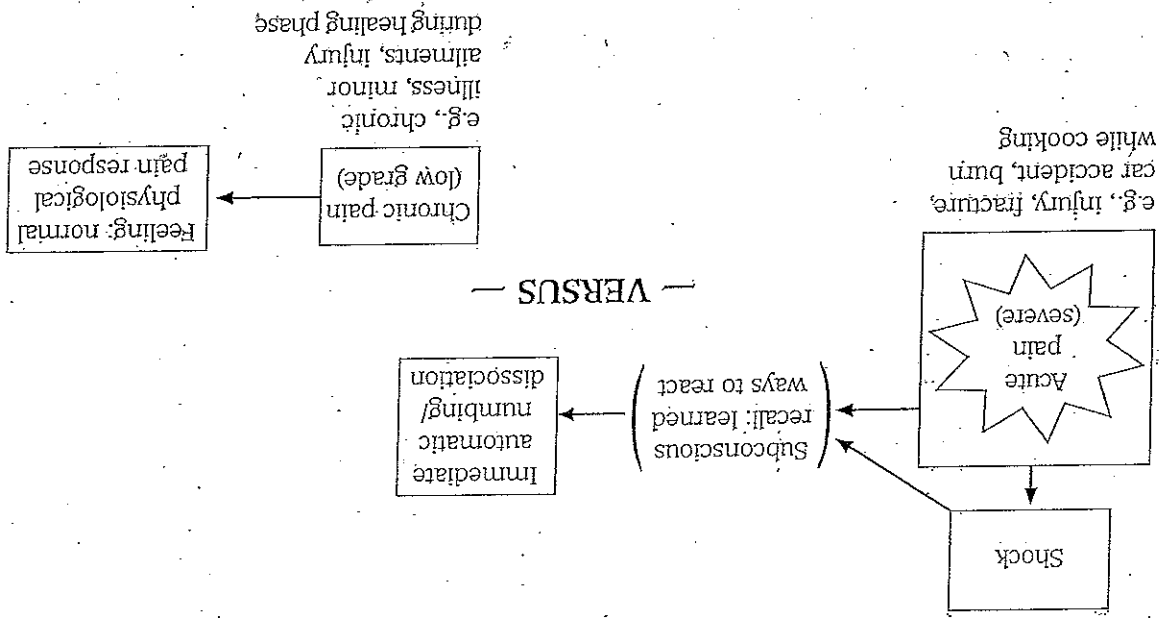 Shock
Acute
pain
(severe)
e.g., injury, fracture,
car accident, burn
while cooking
(Subconscious
recall: learned
ways to react)
Immediate
automatic
numbing/
dissociation
— VERSUS —
Chronic pain
(low grade)
e.g., chronic
illness, minor
ailments, injury
during healing phase
Feeling: normal
physiological
pain response